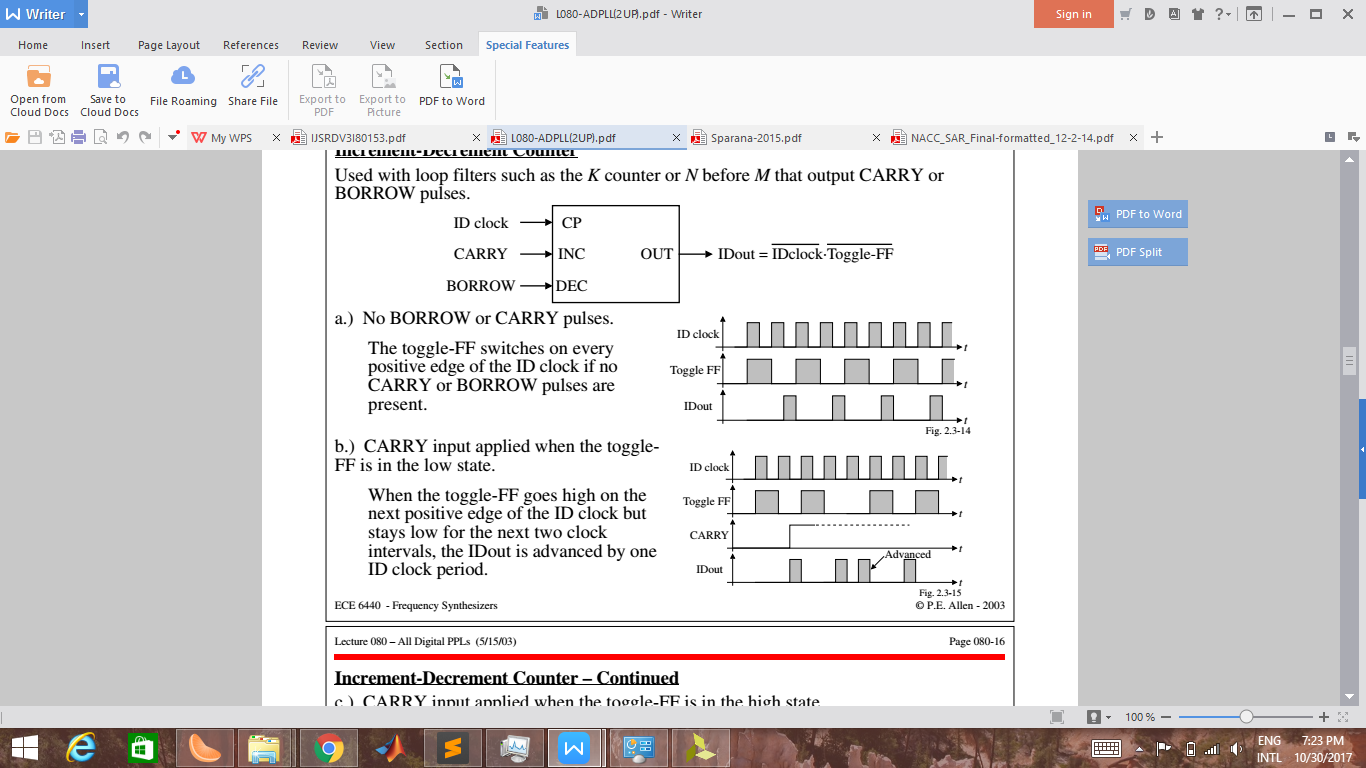 Writer
L080-ADPLL(2UP).pdf - Writer
Sign in
Home
Insert
Page Layout
References
Review
View
Section
Special Features
Open from Cloud Docs
Save to Cloud Docs
File Roaming
Share File
Export to PDF
Export to Picture
PDF to Word
My WPS
IJSRDV3I80153.pdf
L080-ADPLL(2UP).pdf
Sparana-2015.pdf
NACC_SAR_Final-formatted_12-2-14.pdf
PDF to Word
PDF Split
Increment-Decrement Counter
Used with loop filters such as the K counter or N before M that output CARRY or
BORROW pulses.
ID clock
CP
CARRY
INC
OUT
IDout = IDclock·Toggle-FF
BORROW
DEC
a.) No BORROW or CARRY pulses.
The toggle-FF switches on every
positive edge of the ID clock if no
CARRY or BORROW pulses are
present.
ID clock
t
Toggle FF
t
IDout
t
Fig. 2.3-14
b.) CARRY input applied when the toggle-
FF is in the low state.
When the toggle-FF goes high on the
next positive edge of the ID clock but
stays low for the next two clock
intervals, the IDout is advanced by one
ID clock period.
ID clock
t
Toggle FF
t
CARRY
t
Advanced
IDout
t
Fig. 2.3-15
ECE 6440 - Frequency Synthesizers
© P.E. Allen - 2003
Lecture 080 – All Digital PPLs (5/15/03)
Page 080-16
Increment-Decrement Counter – Continued
c.) CARRY input applied when the toggle-FF is in the high state.
100 %
ENG
INTL
7:23 PM
10/30/2017